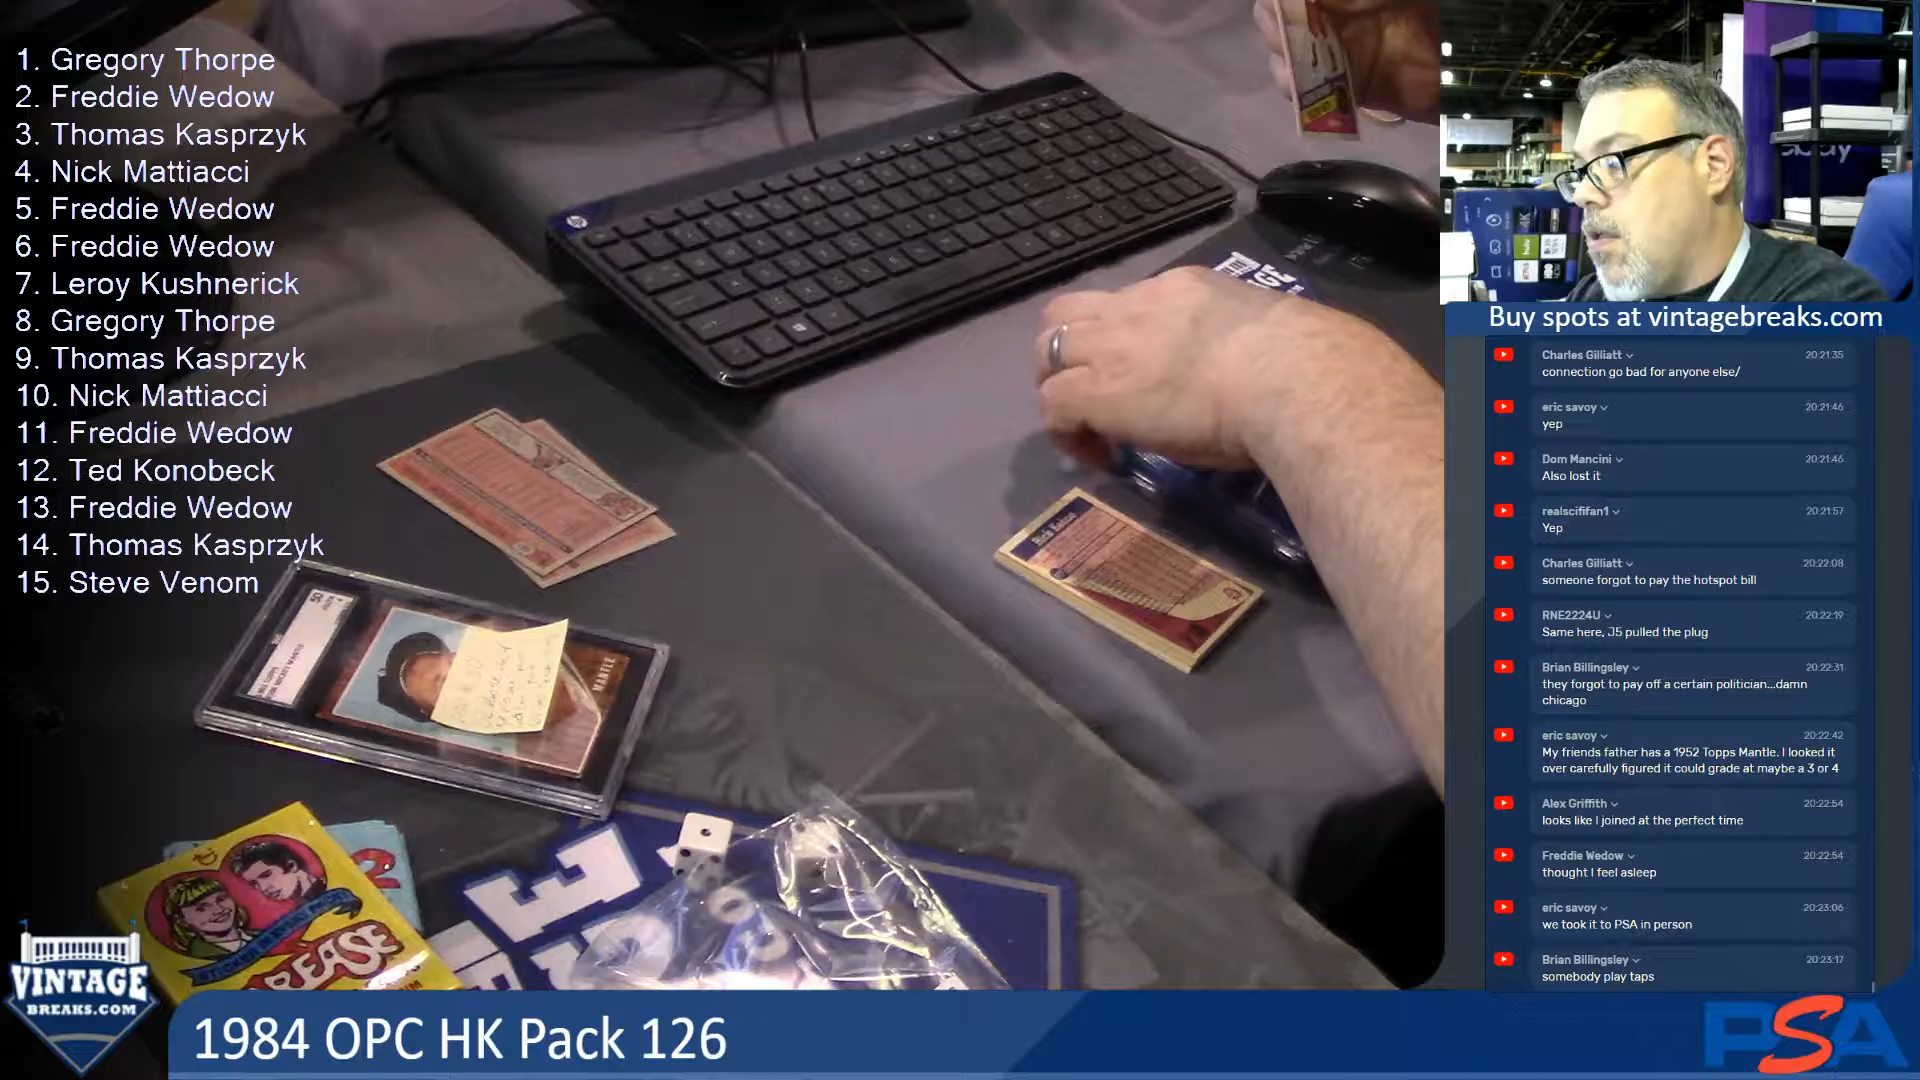 1. Gregory Thorpe
2. Freddie Wedow
3. Thomas Kasprzyk
4. Nick Mattiacci
5. Freddie Wedow
6. Freddie Wedow
7. Leroy Kushnerick
8. Gregory Thorpe
9. Thomas Kasprzyk
10. Nick Mattiacci
11. Freddie Wedow
12. Ted Konobeck
13. Freddie Wedow
14. Thomas Kasprzyk
15. Steve Venom
MANTLE
GREASE
VINTAGE
BREAKS.COM
1984 OPC HK Pack 126
ebay
Buy spots at vintagebreaks.com
Charles Gilliatt 20:21:35
connection go bad for anyone else/
eric savoy 20:21:46
yep
Dom Mancini 20:21:46
Also lost it
realscififan1 20:21:57
Yep
Charles Gilliatt 20:22:08
someone forgot to pay the hotspot bill
RNE2224U 20:22:19
Same here, J5 pulled the plug
Brian Billingsley 20:22:31
they forgot to pay off a certain politician...damn
chicago
eric savoy 20:22:42
My friends father has a 1952 Topps Mantle. I looked it
over carefully figured it could grade at maybe a 3 or 4
Alex Griffith 20:22:54
looks like I joined at the perfect time
Freddie Wedow 20:22:54
thought I feel asleep
eric savoy 20:23:06
we took it to PSA in person
Brian Billingsley 20:23:17
somebody play taps
PSA